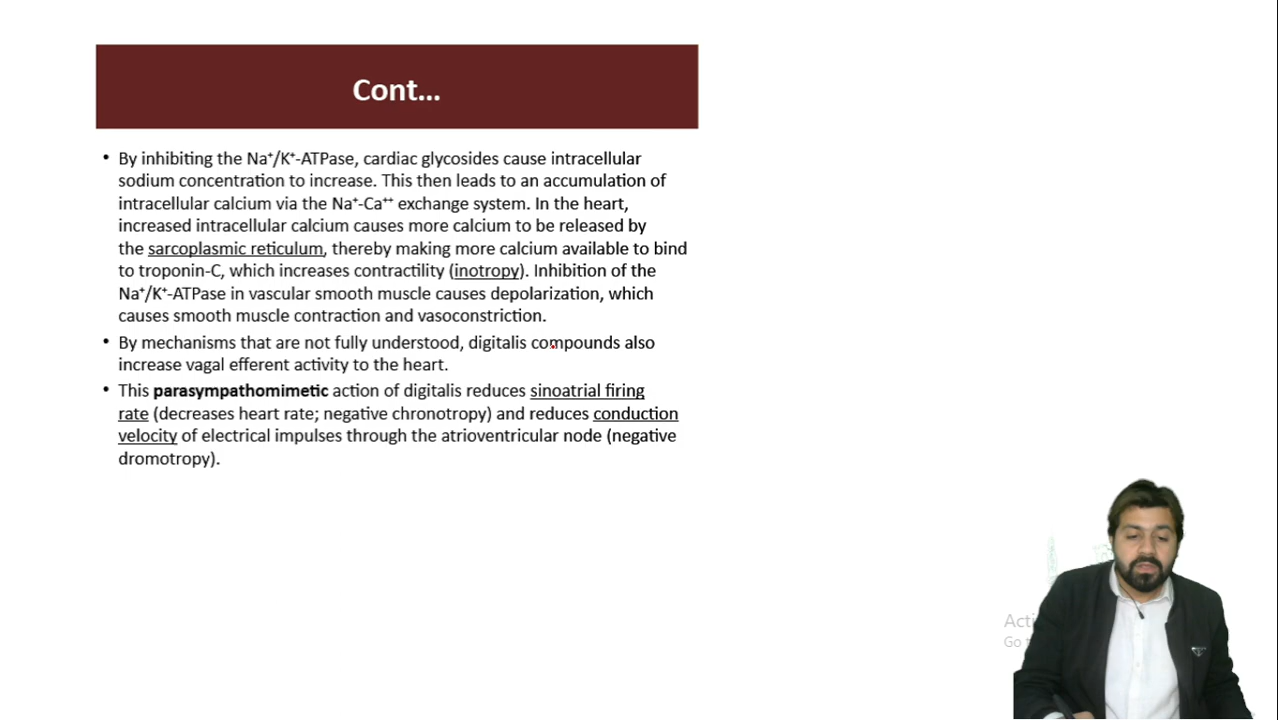 Cont...
• By inhibiting the Na⁺/K⁺-ATPase, cardiac glycosides cause intracellular
sodium concentration to increase. This then leads to an accumulation of
intracellular calcium via the Na⁺-Ca⁺⁺ exchange system. In the heart,
increased intracellular calcium causes more calcium to be released by
the sarcoplasmic reticulum, thereby making more calcium available to bind
to troponin-C, which increases contractility (inotropy). Inhibition of the
Na⁺/K⁺-ATPase in vascular smooth muscle causes depolarization, which
causes smooth muscle contraction and vasoconstriction.
• By mechanisms that are not fully understood, digitalis compounds also
increase vagal efferent activity to the heart.
• This parasympathomimetic action of digitalis reduces sinoatrial firing
rate (decreases heart rate; negative chronotropy) and reduces conduction
velocity of electrical impulses through the atrioventricular node (negative
dromotropy).
Acti
Go